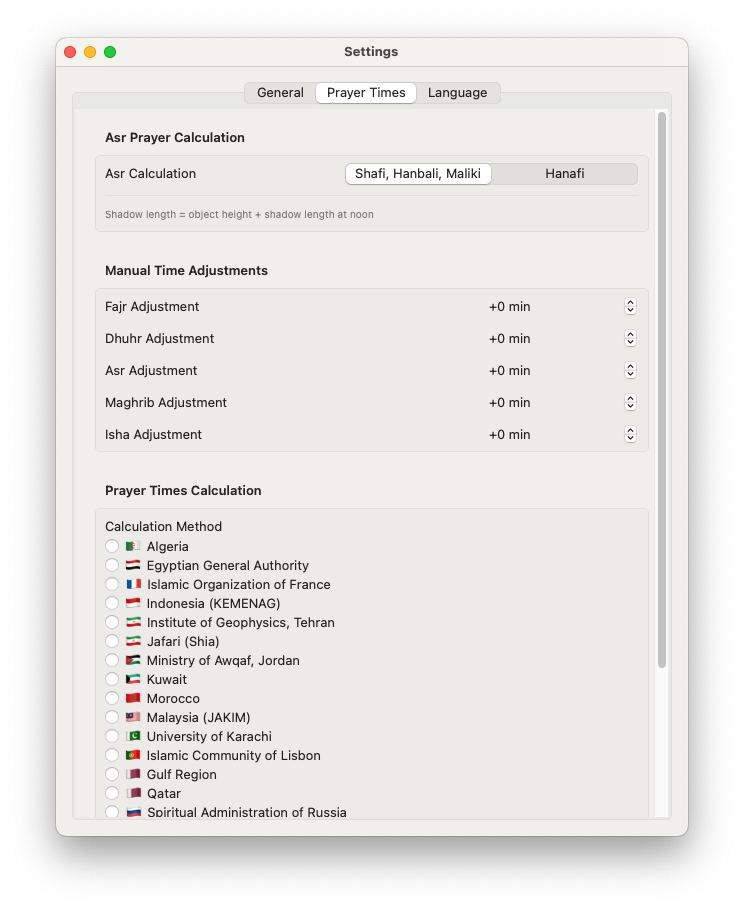 Settings
General Prayer Times Language
Asr Prayer Calculation
Asr Calculation Shafi, Hanbali, Maliki Hanafi
Shadow length = object height + shadow length at noon
Manual Time Adjustments
Fajr Adjustment +0 min
Dhuhr Adjustment +0 min
Asr Adjustment +0 min
Maghrib Adjustment +0 min
Isha Adjustment +0 min
Prayer Times Calculation
Calculation Method
Algeria
Egyptian General Authority
Islamic Organization of France
Indonesia (KEMENAG)
Institute of Geophysics, Tehran
Jafari (Shia)
Ministry of Awqaf, Jordan
Kuwait
Morocco
Malaysia (JAKIM)
University of Karachi
Islamic Community of Lisbon
Gulf Region
Qatar
Spiritual Administration of Russia